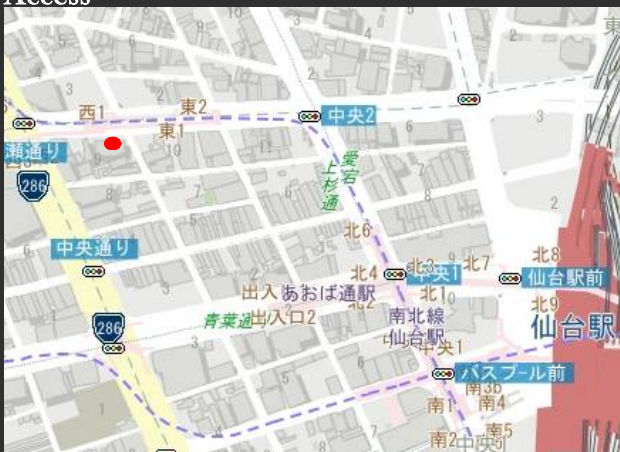 Access
東
西1
東2
中央2
東1
瀬通り
286
愛宕
上杉通
中央通り
北6
北4
北3
中央1
北7
北8
仙台駅前
出入
あおば通駅
北2
北1
北9
青葉通
出入口2
南北線
仙台駅
仙台駅
286
中央1
バスプール前
南3b
南1
南4
南2
南5
中央1